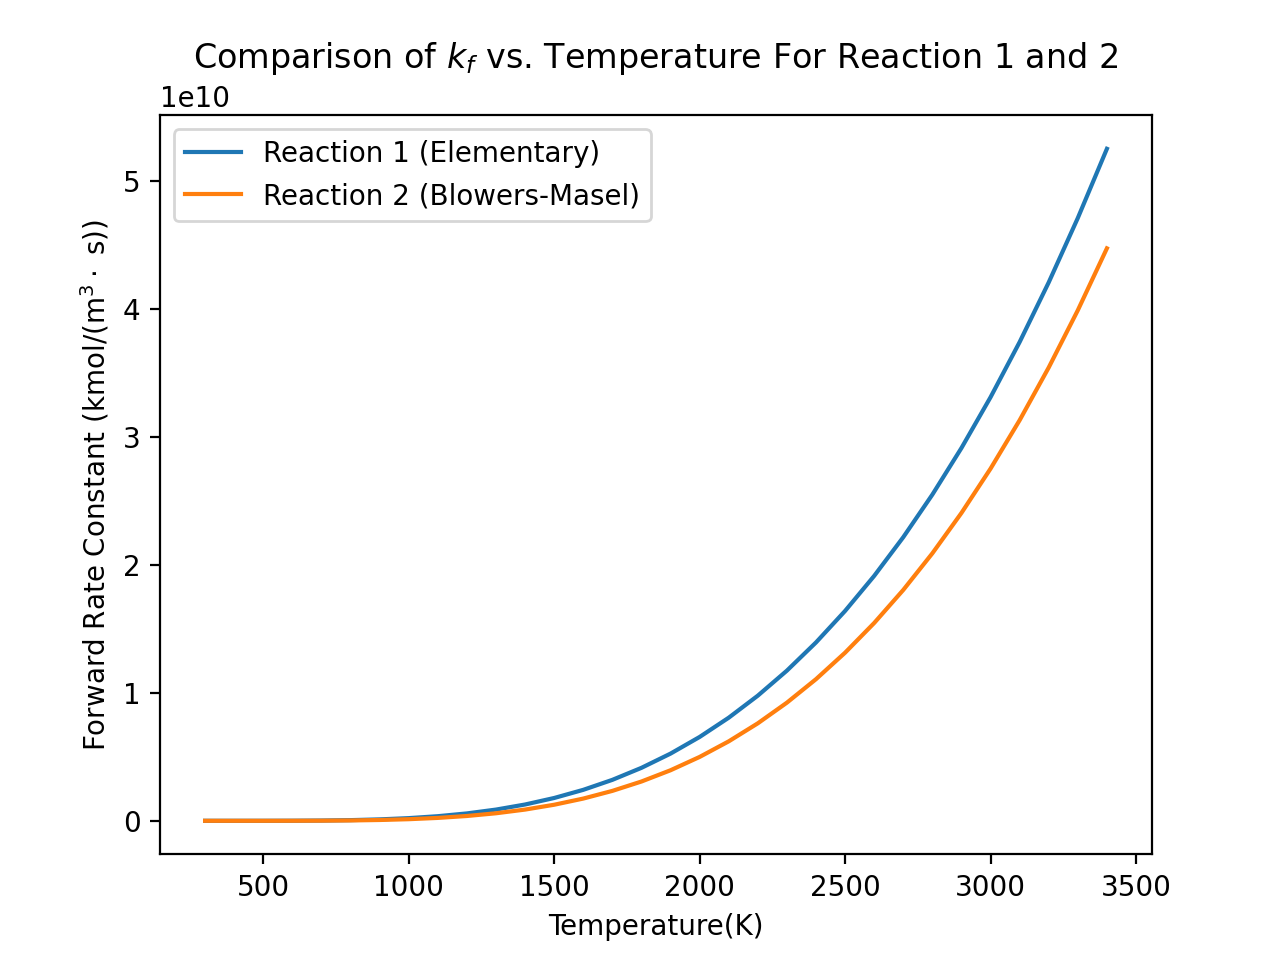 Comparison of $k_f$ vs. Temperature For Reaction 1 and 2
1e10
Reaction 1 (Elementary)
Reaction 2 (Blowers-Masel)
5
4
3
2
1
0
Forward Rate Constant (kmol/(m³ · s))
500 1000 1500 2000 2500 3000 3500
Temperature(K)